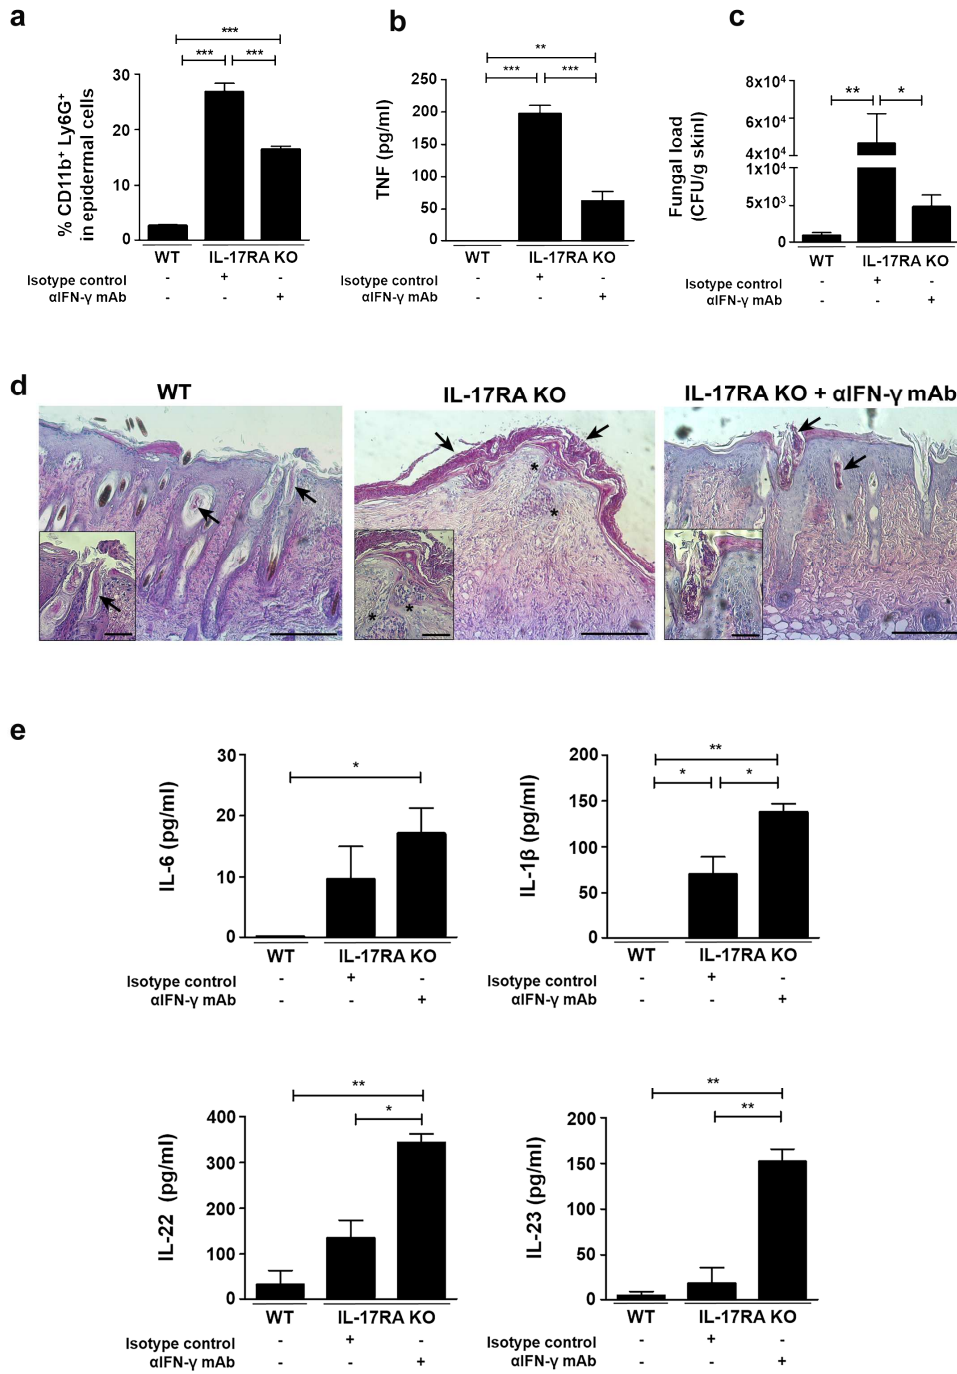 a
***
*** ***
% CD11b+ Ly6G+
in epidermal cells
30
20
10
0
WT IL-17RA KO
Isotype control - + -
αIFN-γ mAb - - +
b
**
*** ***
TNF (pg/ml)
250
200
150
100
50
0
WT IL-17RA KO
Isotype control - + -
αIFN-γ mAb - - +
c
** *
Fungal load
(CFU/g skinl)
8x10⁴
6x10⁴
4x10⁴
1x10⁴
5x10³
0
WT IL-17RA KO
Isotype control - + -
αIFN-γ mAb - - +
d
WT
IL-17RA KO
IL-17RA KO + αIFN-γ mAb
*
*
*
*
e
*
IL-6 (pg/ml)
30
20
10
0
WT IL-17RA KO
Isotype control - + -
αIFN-γ mAb - - +
**
* *
IL-1β (pg/ml)
200
150
100
50
0
WT IL-17RA KO
Isotype control - + -
αIFN-γ mAb - - +
**
*
IL-22 (pg/ml)
400
300
200
100
0
WT IL-17RA KO
Isotype control - + -
αIFN-γ mAb - - +
**
**
IL-23 (pg/ml)
200
150
100
50
0
WT IL-17RA KO
Isotype control - + -
αIFN-γ mAb - - +